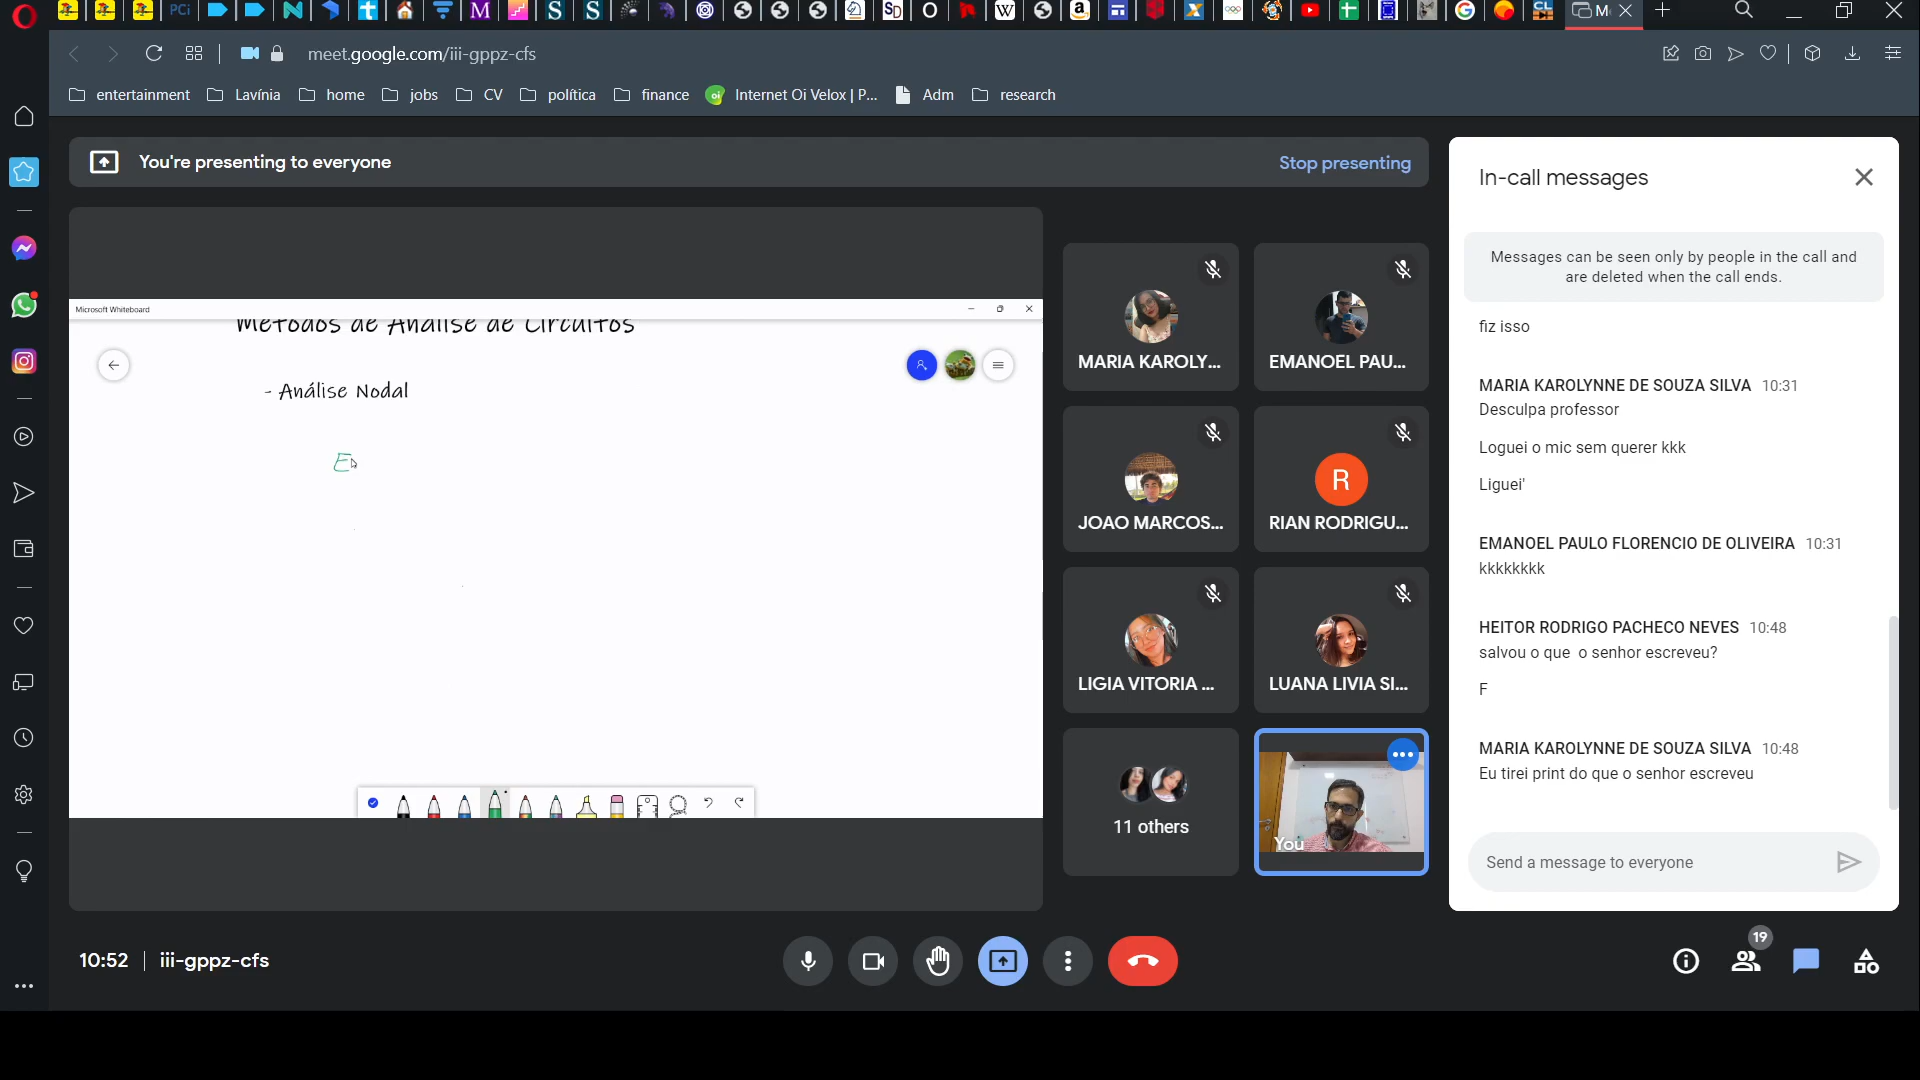 PCi
M
S
S
SD
O
W
a
G
CL
M
meet.google.com/iii-gppz-cfs
entertainment
Lavínia
home
jobs
CV
política
finance
oi
Internet Oi Velox | P...
Adm
research
You're presenting to everyone
Stop presenting
Microsoft Whiteboard
Métodos de Análise de Circuitos
- Análise Nodal
E
MARIA KAROLY...
EMANOEL PAU...
JOAO MARCOS...
R
RIAN RODRIGU...
LIGIA VITORIA ...
LUANA LIVIA SI...
11 others
You
In-call messages
Messages can be seen only by people in the call and
are deleted when the call ends.
fiz isso
MARIA KAROLYNNE DE SOUZA SILVA 10:31
Desculpa professor
Loguei o mic sem querer kkk
Liguei'
EMANOEL PAULO FLORENCIO DE OLIVEIRA 10:31
kkkkkkkk
HEITOR RODRIGO PACHECO NEVES 10:48
salvou o que o senhor escreveu?
F
MARIA KAROLYNNE DE SOUZA SILVA 10:48
Eu tirei print do que o senhor escreveu
Send a message to everyone
10:52 | iii-gppz-cfs
19